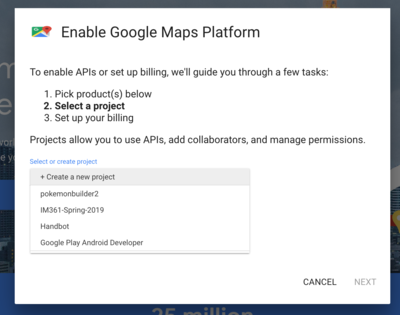 Enable Google Maps Platform
To enable APIs or set up billing, we'll guide you through a few tasks:
1. Pick product(s) below
2. Select a project
3. Set up your billing
Projects allow you to use APIs, add collaborators, and manage permissions.
Select or create project
+ Create a new project
pokemonbuilder2
IM361-Spring-2019
Handbot
Google Play Android Developer
CANCEL NEXT
25 million